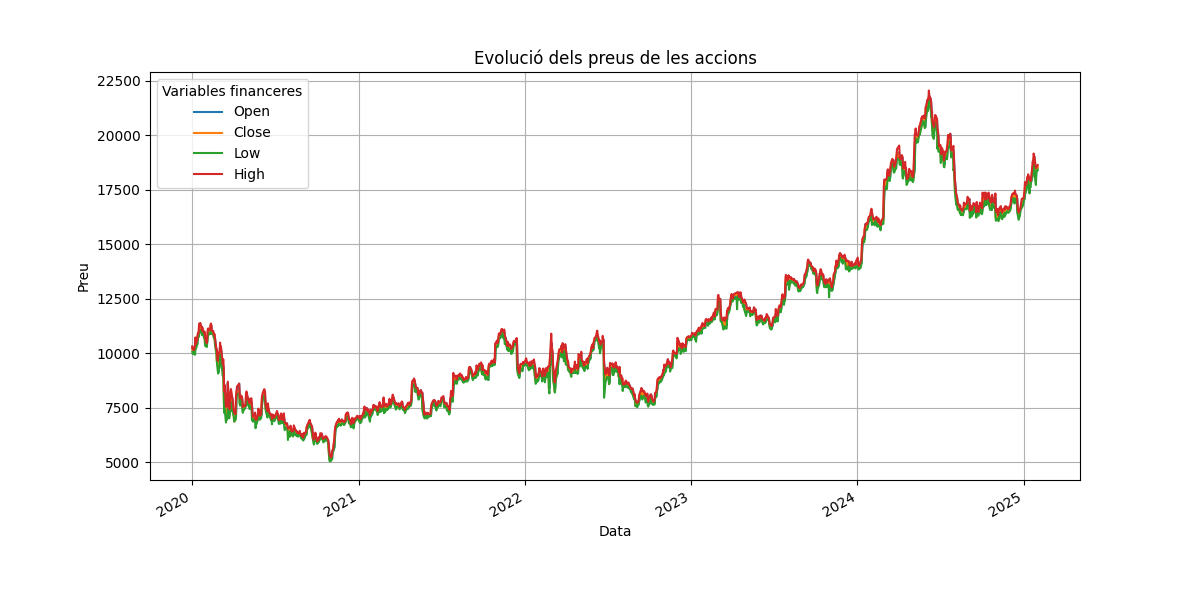 Evolució dels preus de les accions
Variables financeres
Open
Close
Low
High
22500
20000
17500
15000
12500
10000
7500
5000
Preu
2020
2021
2022
2023
2024
2025
Data